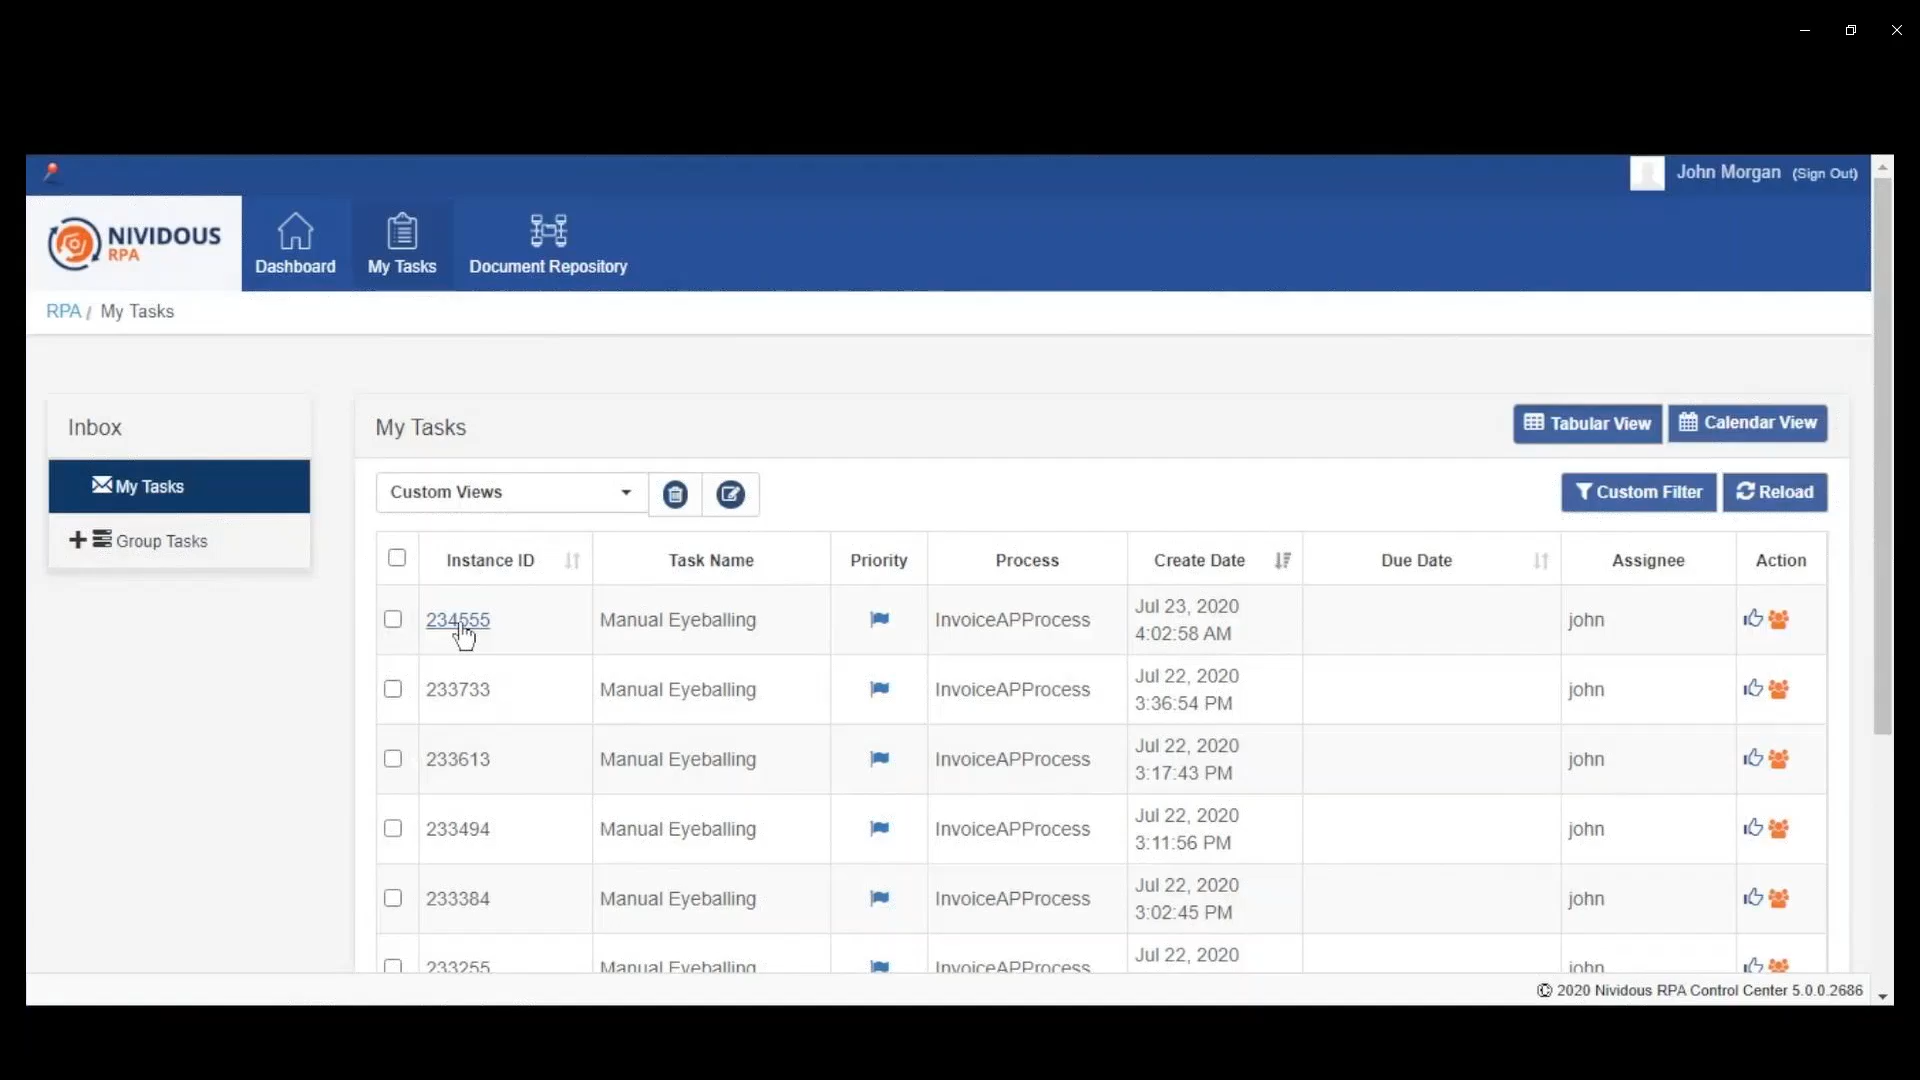 John Morgan (Sign Out)
NIVIDOUS
RPA
Dashboard
My Tasks
Document Repository
RPA / My Tasks
Inbox
My Tasks
Group Tasks
My Tasks
Tabular View
Calendar View
Custom Views
Custom Filter
Reload
Instance ID Task Name Priority Process Create Date Due Date Assignee Action
234555 Manual Eyeballing InvoiceAPProcess Jul 23, 2020 john
4:02:58 AM
233733 Manual Eyeballing InvoiceAPProcess Jul 22, 2020 john
3:36:54 PM
233613 Manual Eyeballing InvoiceAPProcess Jul 22, 2020 john
3:17:43 PM
233494 Manual Eyeballing InvoiceAPProcess Jul 22, 2020 john
3:11:56 PM
233384 Manual Eyeballing InvoiceAPProcess Jul 22, 2020 john
3:02:45 PM
233255 Manual Eyeballing InvoiceAPProcess Jul 22, 2020 john
© 2020 Nividous RPA Control Center 5.0.0.2686